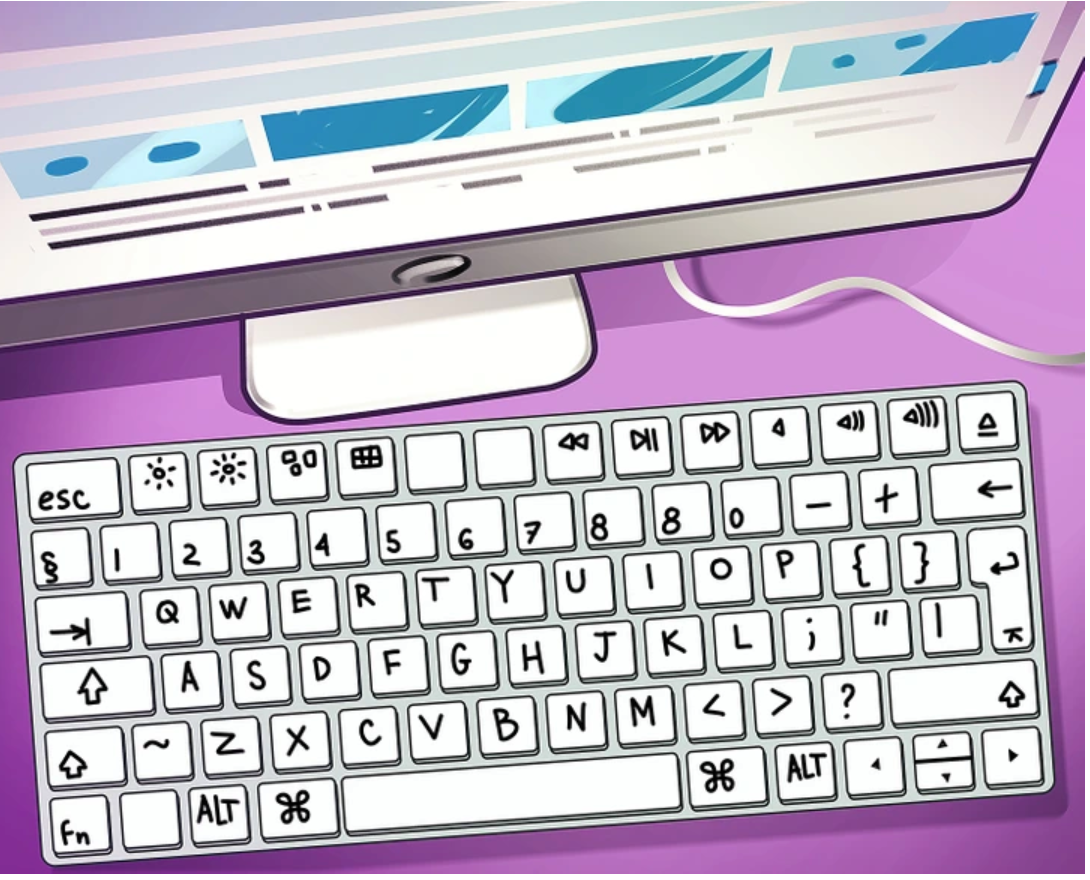 esc
§ 1 2 3 4 5 6 7 8 8 0 - +
Q W E R T Y U I O P { }
A S D F G H J K L ; " |
~ Z X C V B N M < > ?
Fn ALT ⌘ ⌘ ALT